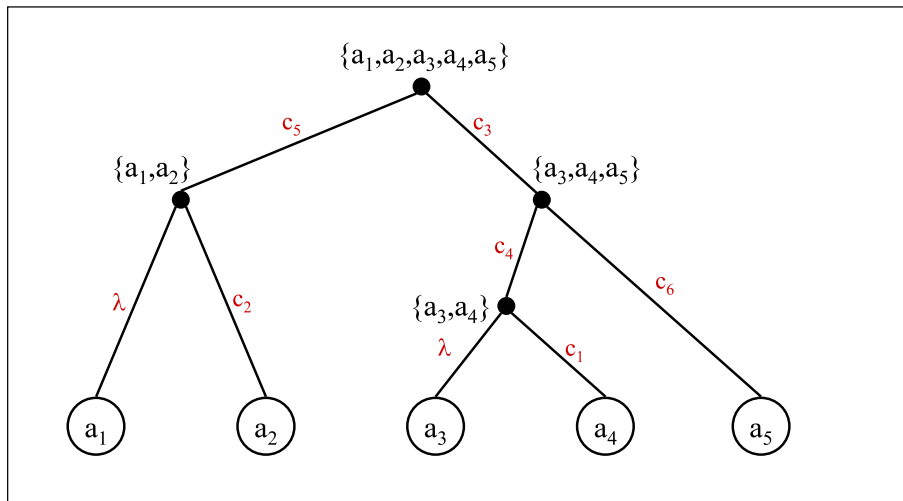 {a₁,a₂,a₃,a₄,a₅}
c₅
c₃
{a₁,a₂}
{a₃,a₄,a₅}
c₄
c₆
λ
c₂
{a₃,a₄}
λ
c₁
a₁
a₂
a₃
a₄
a₅